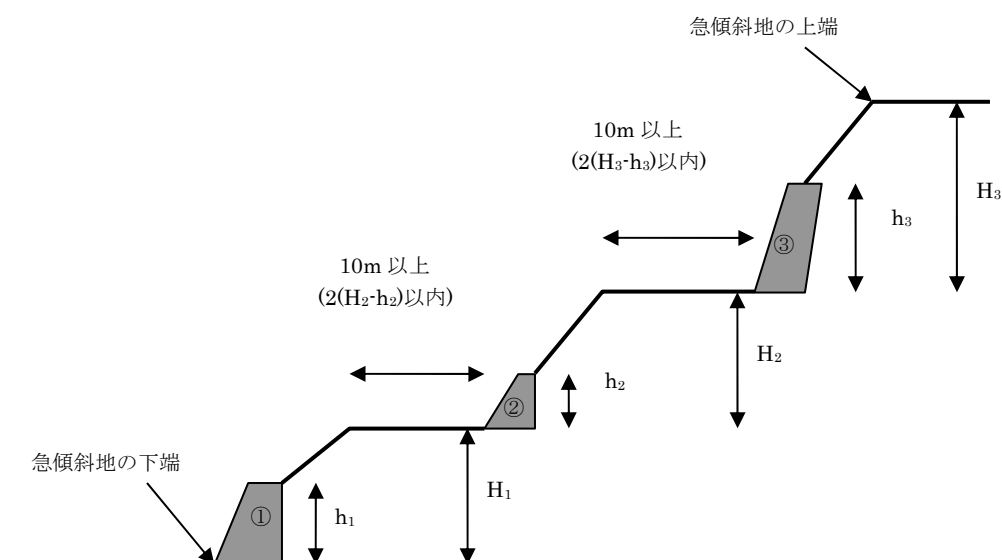 急傾斜地の上端
10m 以上
(2(H₃-h₃)以内)
H₃
h₃
③
10m 以上
(2(H₂-h₂)以内)
H₂
h₂
②
急傾斜地の下端
H₁
h₁
①